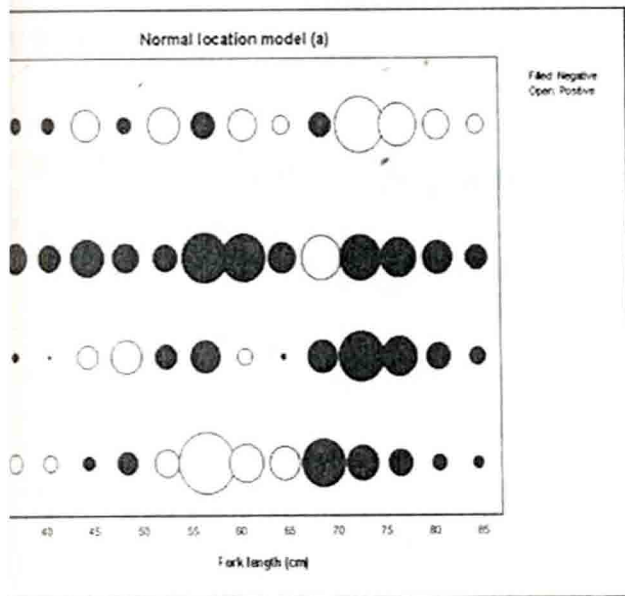 Normal location model (a)
Filled Negative
Open Positive
40 45 50 55 60 65 70 75 80 85
Fork length (cm)